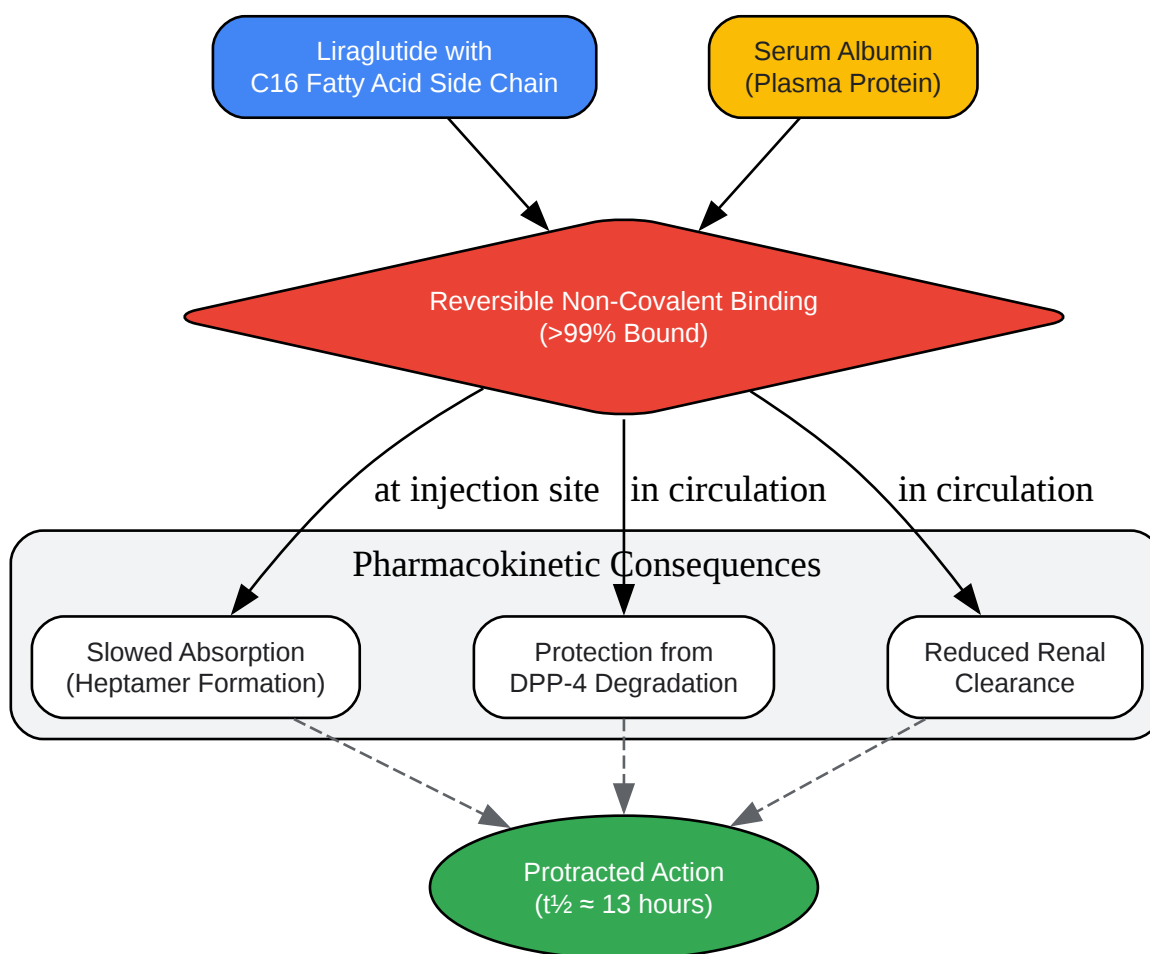 Liraglutide with
C16 Fatty Acid Side Chain
Serum Albumin
(Plasma Protein)
Reversible Non-Covalent Binding
(>99% Bound)
at injection site
in circulation
in circulation
Pharmacokinetic Consequences
Slowed Absorption
(Heptamer Formation)
Protection from
DPP-4 Degradation
Reduced Renal
Clearance
Protracted Action
(t½ ≈ 13 hours)